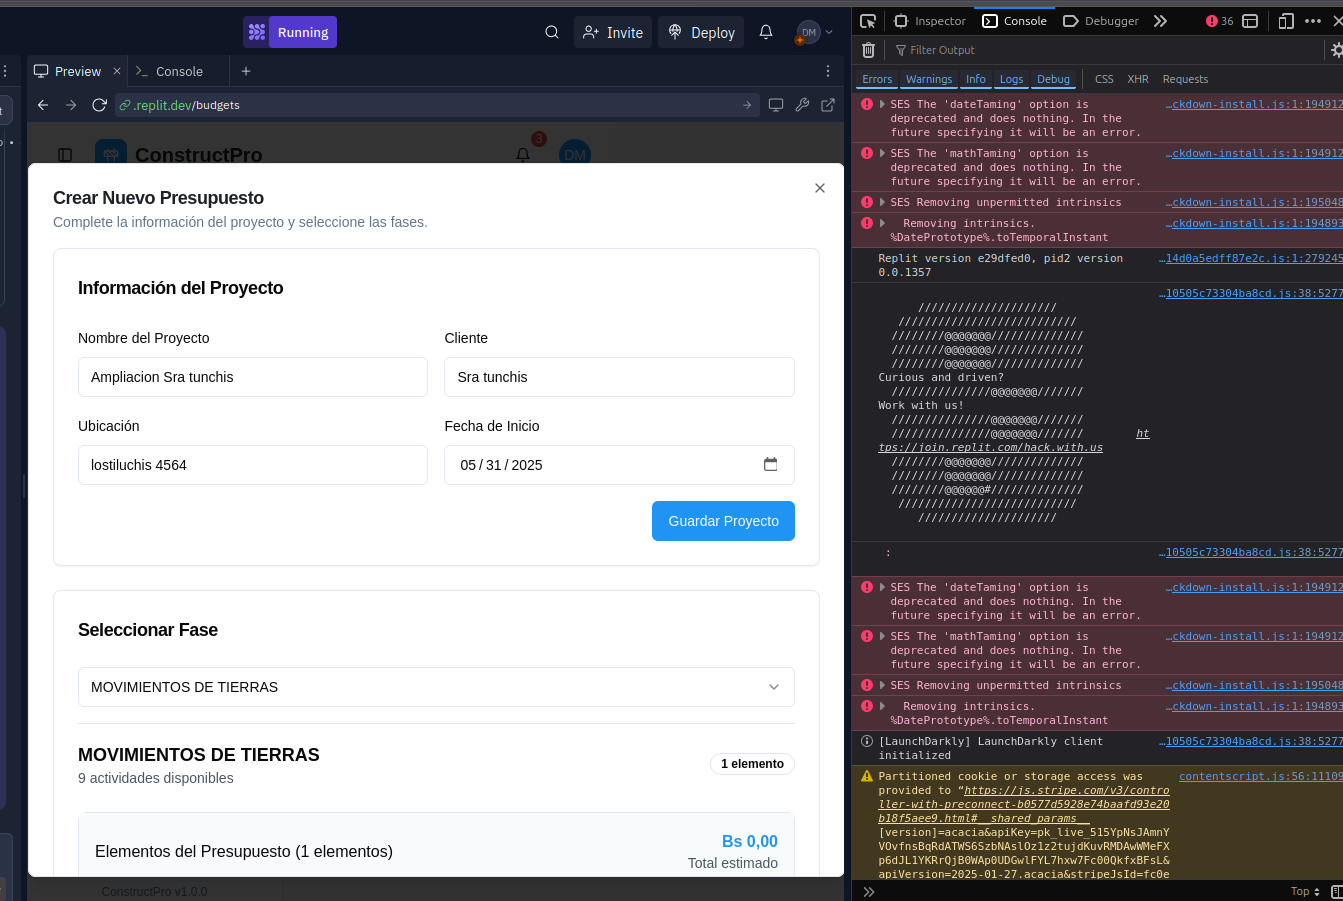 Running
Invite
Deploy
DM
Inspector
Console
Debugger
36
Preview
Console
Filter Output
.replit.dev/budgets
Errors
Warnings
Info
Logs
Debug
CSS
XHR
Requests
ConstructPro
3
DM
Crear Nuevo Presupuesto
Complete la información del proyecto y seleccione las fases.
Información del Proyecto
Nombre del Proyecto
Cliente
Ampliacion Sra tunchis
Sra tunchis
Ubicación
Fecha de Inicio
lostiluchis 4564
05/31/2025
Guardar Proyecto
Seleccionar Fase
MOVIMIENTOS DE TIERRAS
MOVIMIENTOS DE TIERRAS
1 elemento
9 actividades disponibles
Bs 0,00
Elementos del Presupuesto (1 elementos)
Total estimado
ConstructPro v1.0.0
SES The 'dateTaming' option is …ckdown-install.js:1:194912
deprecated and does nothing. In the
future specifying it will be an error.
SES The 'mathTaming' option is …ckdown-install.js:1:194912
deprecated and does nothing. In the
future specifying it will be an error.
SES Removing unpermitted intrinsics …ckdown-install.js:1:195048
Removing intrinsics. …ckdown-install.js:1:194893
%DatePrototype%.toTemporalInstant
Replit version e29dfed0, pid2 version …14d0a5edff87e2c.js:1:279245
0.0.1357
…10505c73304ba8cd.js:38:5277
/////////////////////
///////////////////////////
////////@@@@@@@//////////////
////////@@@@@@@//////////////
////////@@@@@@@//////////////
Curious and driven?
///////////////@@@@@@@///////
Work with us!
///////////////@@@@@@@///////
///////////////@@@@@@@/////// ht
tps://join.replit.com/hack.with.us
////////@@@@@@@//////////////
////////@@@@@@@//////////////
////////@@@@@@#//////////////
///////////////////////////
/////////////////////
: …10505c73304ba8cd.js:38:5277
SES The 'dateTaming' option is …ckdown-install.js:1:194912
deprecated and does nothing. In the
future specifying it will be an error.
SES The 'mathTaming' option is …ckdown-install.js:1:194912
deprecated and does nothing. In the
future specifying it will be an error.
SES Removing unpermitted intrinsics …ckdown-install.js:1:195048
Removing intrinsics. …ckdown-install.js:1:194893
%DatePrototype%.toTemporalInstant
[LaunchDarkly] LaunchDarkly client …10505c73304ba8cd.js:38:5277
initialized
Partitioned cookie or storage access was contentscript.js:56:11109
provided to “https://js.stripe.com/v3/contro
ller-with-preconnect-b0577d5928e74baafd93e20
b18f5aee9.html#__shared_params__
[version]=acacia&apiKey=pk_live_515YpNsJAmnY
VOvfnsBqRdATWS6SzbNAslOz1z2tujdKuvRMDAwWMeFX
p6dJL1YKRrQjB0WAp0UDGwlFYL7hxw7Fc00QkfxBFsL&
apiVersion=2025-01-27.acacia&stripeJsId=fc0e
Top